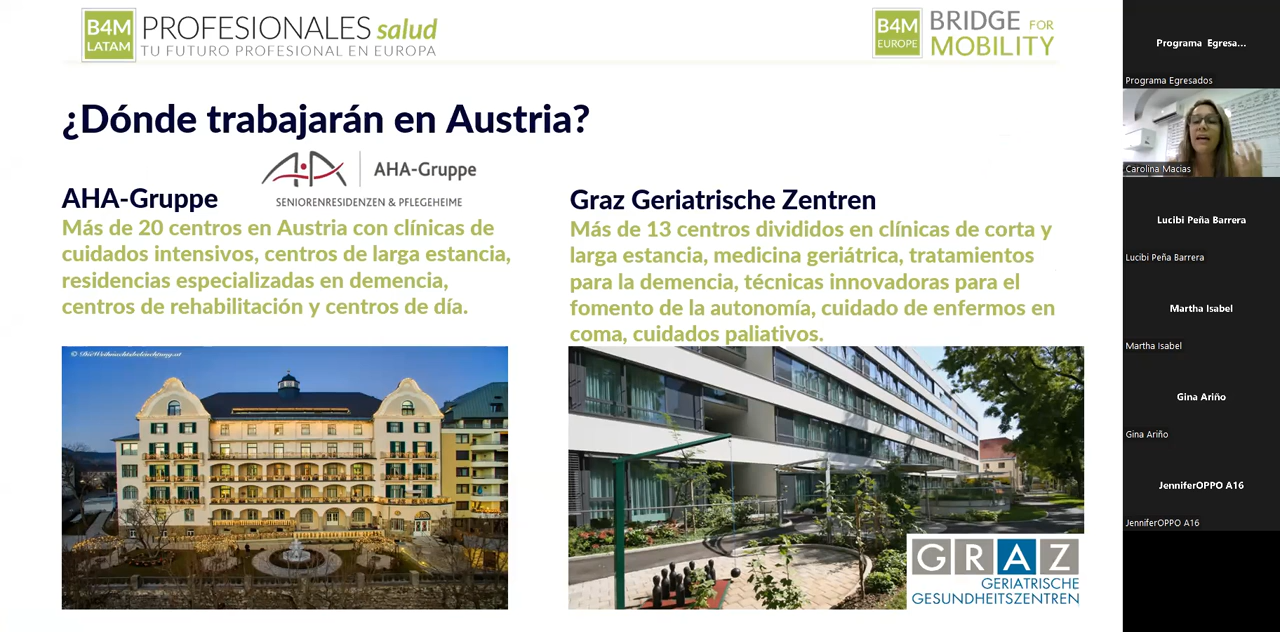 B4M
LATAM
PROFESIONALES salud
TU FUTURO PROFESIONAL EN EUROPA
B4M
EUROPE
BRIDGE FOR
MOBILITY
¿Dónde trabajarán en Austria?
AHA-Gruppe
SENIORENRESIDENZEN & PFLEGEHEIME
AHA-Gruppe
Más de 20 centros en Austria con clínicas de
cuidados intensivos, centros de larga estancia,
residencias especializadas en demencia,
centros de rehabilitación y centros de día.
Graz Geriatrische Zentren
Más de 13 centros divididos en clínicas de corta y
larga estancia, medicina geriátrica, tratamientos
para la demencia, técnicas innovadoras para el
fomento de la autonomía, cuidado de enfermos en
coma, cuidados paliativos.
© DieWeihnachtsbeleuchtung.at
GRAZ
GERIATRISCHE
GESUNDHEITSZENTREN
Programa Egresa...
Programa Egresados
Carolina Macias
Lucibi Peña Barrera
Lucibi Peña Barrera
Martha Isabel
Martha Isabel
Gina Ariño
Gina Ariño
JenniferOPPO A16
JenniferOPPO A16